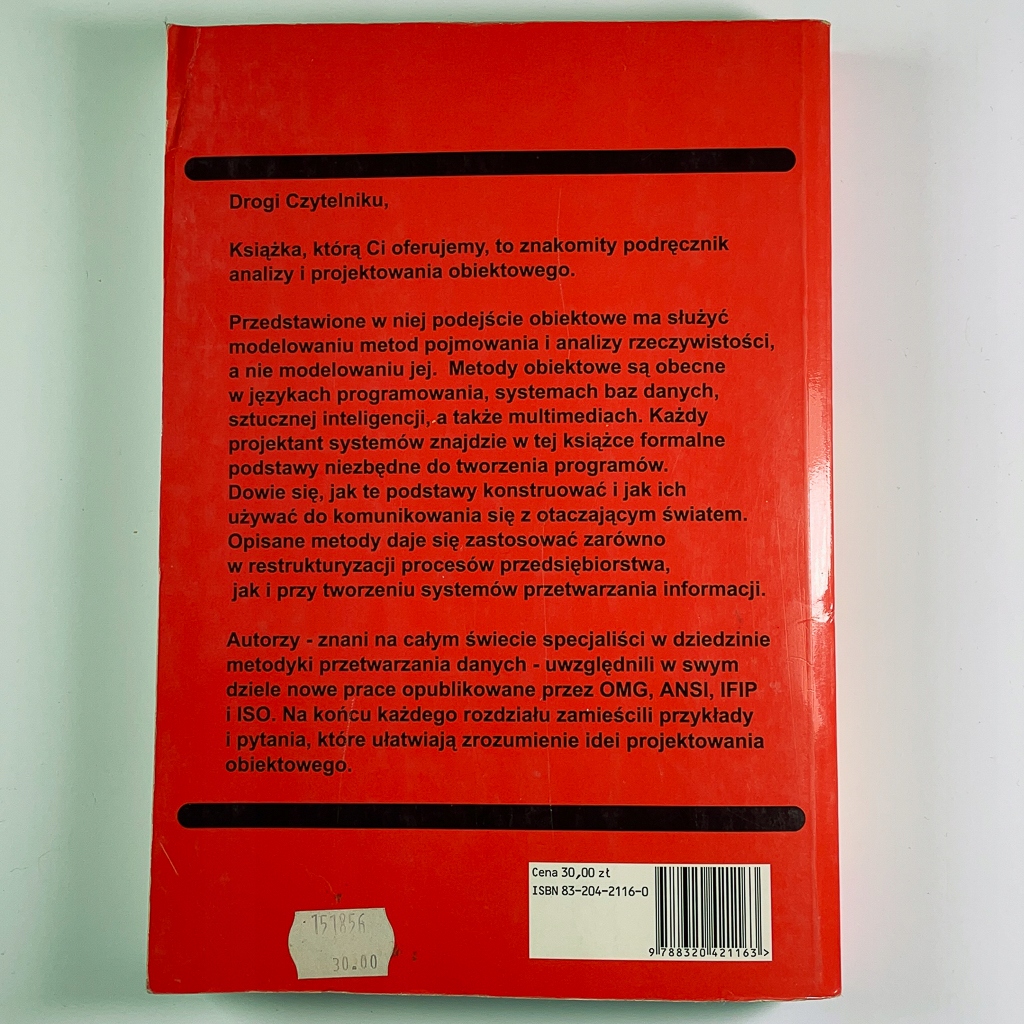 Drogi Czytelniku,
Książka, którą Ci oferujemy, to znakomity podręcznik
analizy i projektowania obiektowego.
Przedstawione w niej podejście obiektowe ma służyć
modelowaniu metod pojmowania i analizy rzeczywistości,
a nie modelowaniu jej. Metody obiektowe są obecne
w językach programowania, systemach baz danych,
sztucznej inteligencji, a także multimediach. Każdy
projektant systemów znajdzie w tej książce formalne
podstawy niezbędne do tworzenia programów.
Dowie się, jak te podstawy konstruować i jak ich
używać do komunikowania się z otaczającym światem.
Opisane metody daje się zastosować zarówno
w restrukturyzacji procesów przedsiębiorstwa,
jak i przy tworzeniu systemów przetwarzania informacji.
Autorzy - znani na całym świecie specjaliści w dziedzinie
metodyki przetwarzania danych - uwzględnili w swym
dziele nowe prace opublikowane przez OMG, ANSI, IFIP
i ISO. Na końcu każdego rozdziału zamieścili przykłady
i pytania, które ułatwiają zrozumienie idei projektowania
obiektowego.
Cena 30,00 zł
ISBN 83-204-2116-0
9 788320 421163 >
151856
30.00